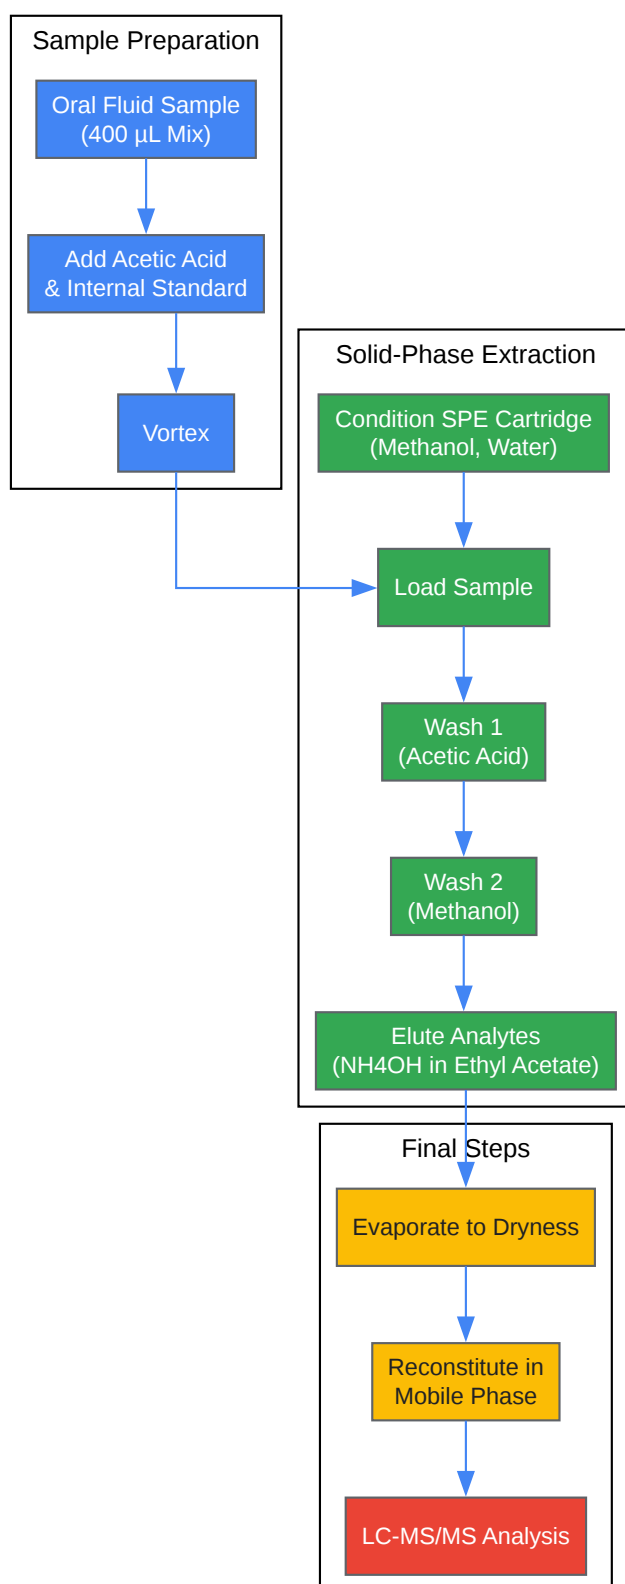 Sample Preparation
Oral Fluid Sample
(400 µL Mix)
Add Acetic Acid
& Internal Standard
Vortex
Solid-Phase Extraction
Condition SPE Cartridge
(Methanol, Water)
Load Sample
Wash 1
(Acetic Acid)
Wash 2
(Methanol)
Elute Analytes
(NH4OH in Ethyl Acetate)
Final Steps
Evaporate to Dryness
Reconstitute in
Mobile Phase
LC-MS/MS Analysis